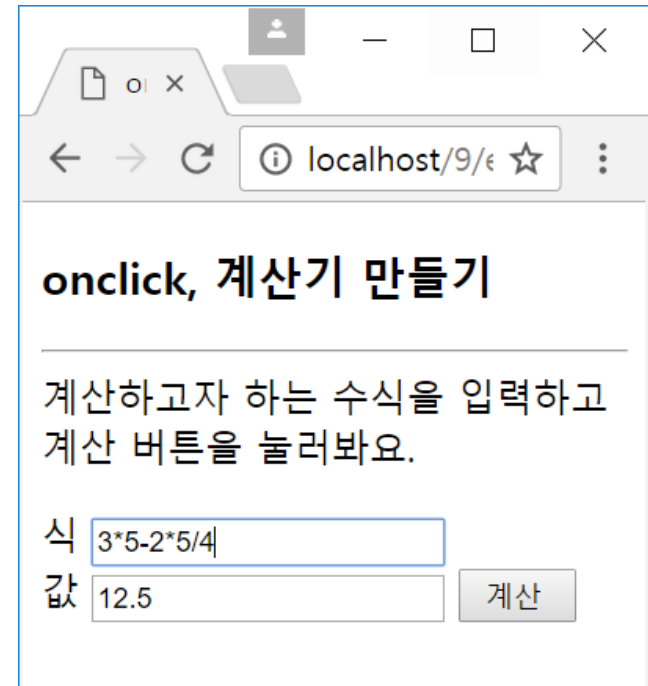 localhost/9/e
onclick, 계산기 만들기
계산하고자 하는 수식을 입력하고
계산 버튼을 눌러봐요.
식 3*5-2*5/4
값 12.5 계산